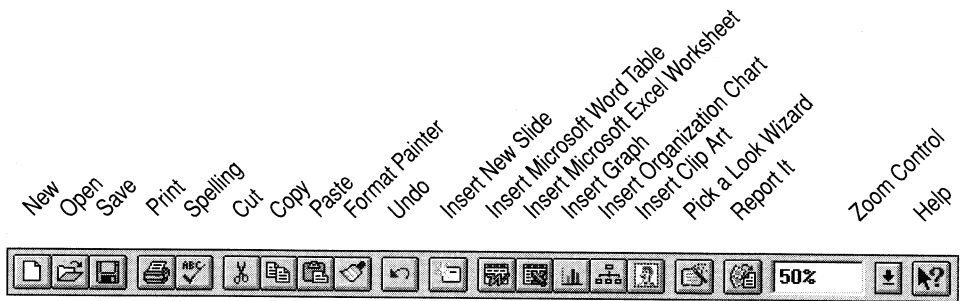 New
Open
Save
Print
Spelling
Cut
Copy
Paste
Format Painter
Undo
Insert New Slide
Insert Microsoft Word Table
Insert Microsoft Excel Worksheet
Insert Graph
Insert Organization Chart
Insert Clip Art
Pick a Look Wizard
Report It
Zoom Control
Help
ABC
50%
?